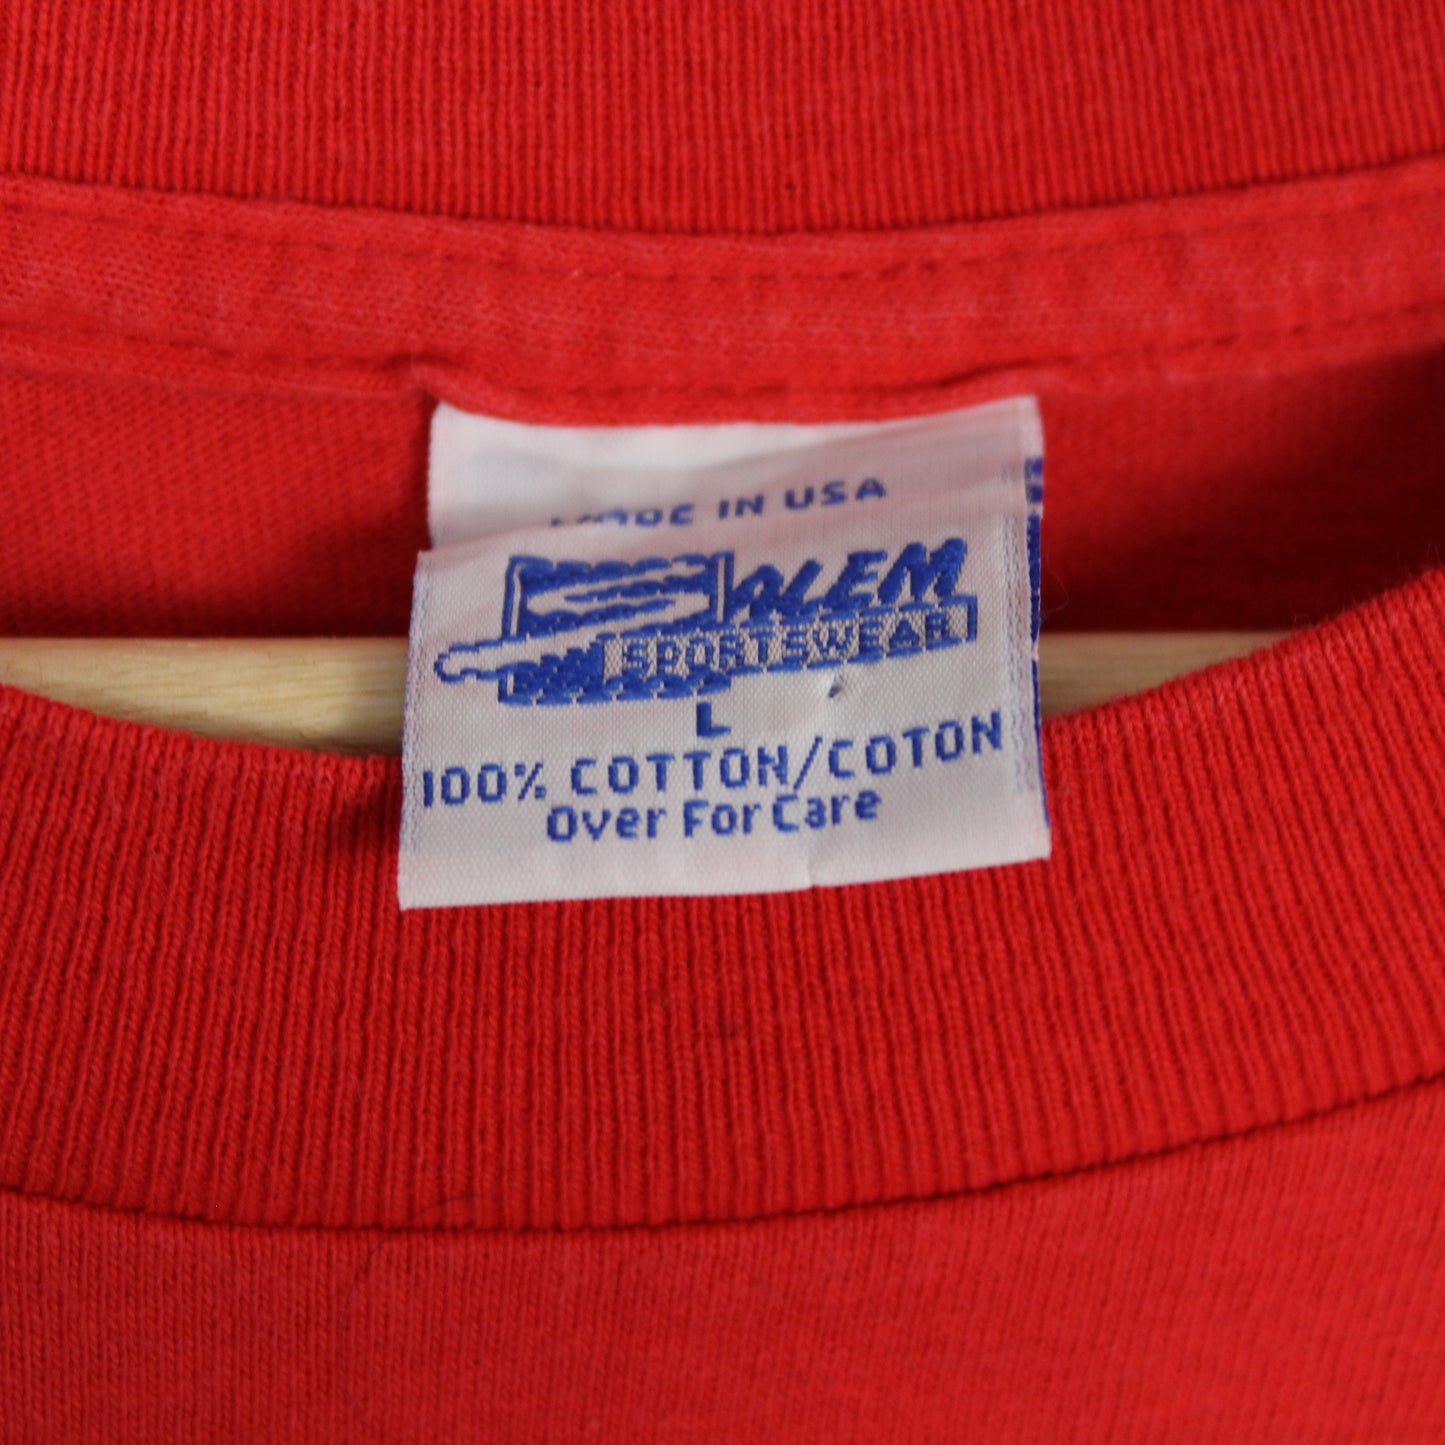 MADE IN USA
SALEM
SPORTSWEAR
L
100% COTTON/COTON
Over For Care